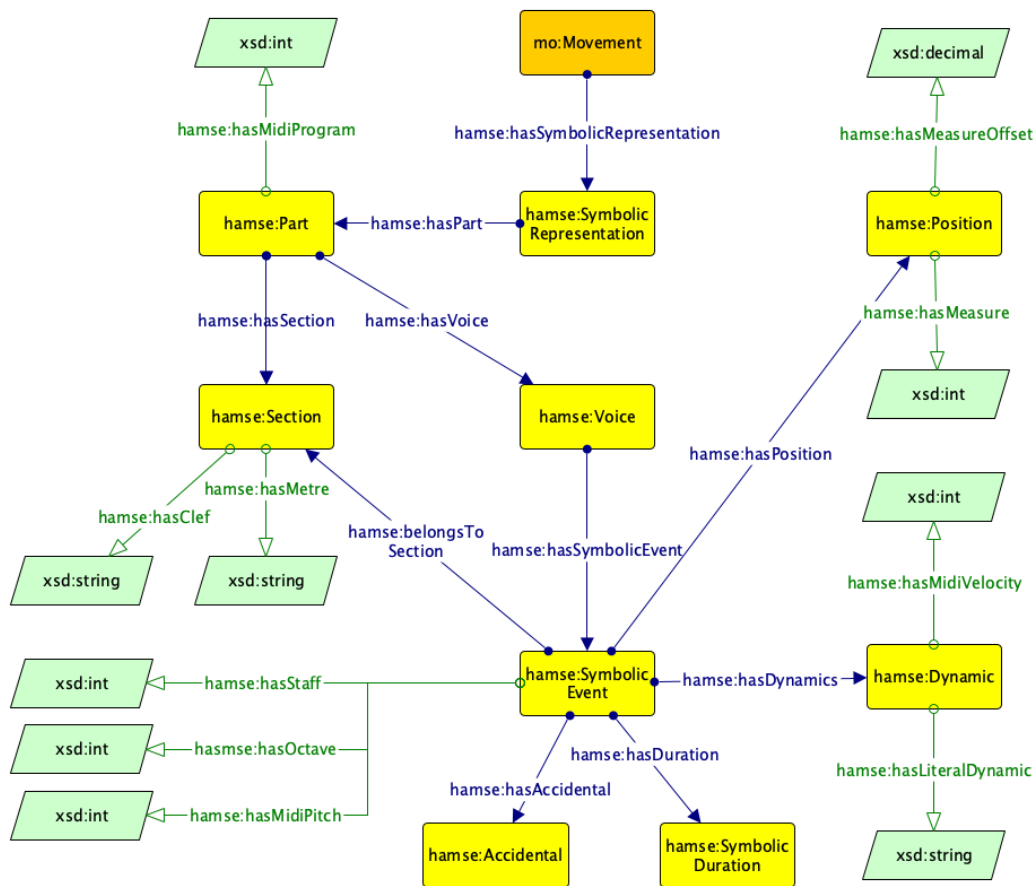 xsd:int
mo:Movement
xsd:decimal
hamse:hasMidiProgram
hamse:hasSymbolicRepresentation
hamse:hasMeasureOffset
hamse:Part
hamse:hasPart
hamse:Symbolic
Representation
hamse:Position
hamse:hasSection
hamse:hasVoice
hamse:hasMeasure
xsd:int
hamse:Section
hamse:Voice
hamse:hasPosition
hamse:hasMetre
hamse:hasClef
xsd:int
hamse:belongsTo
Section
hamse:hasSymbolicEvent
xsd:string
xsd:string
hamse:hasMidiVelocity
xsd:int
hamse:hasStaff
hamse:Symbolic
Event
hamse:hasDynamics
hamse:Dynamic
xsd:int
hasmse:hasOctave
hamse:hasDuration
hamse:hasLiteralDynamic
hamse:hasAccidental
xsd:int
hamse:hasMidiPitch
hamse:Accidental
hamse:Symbolic
Duration
xsd:string